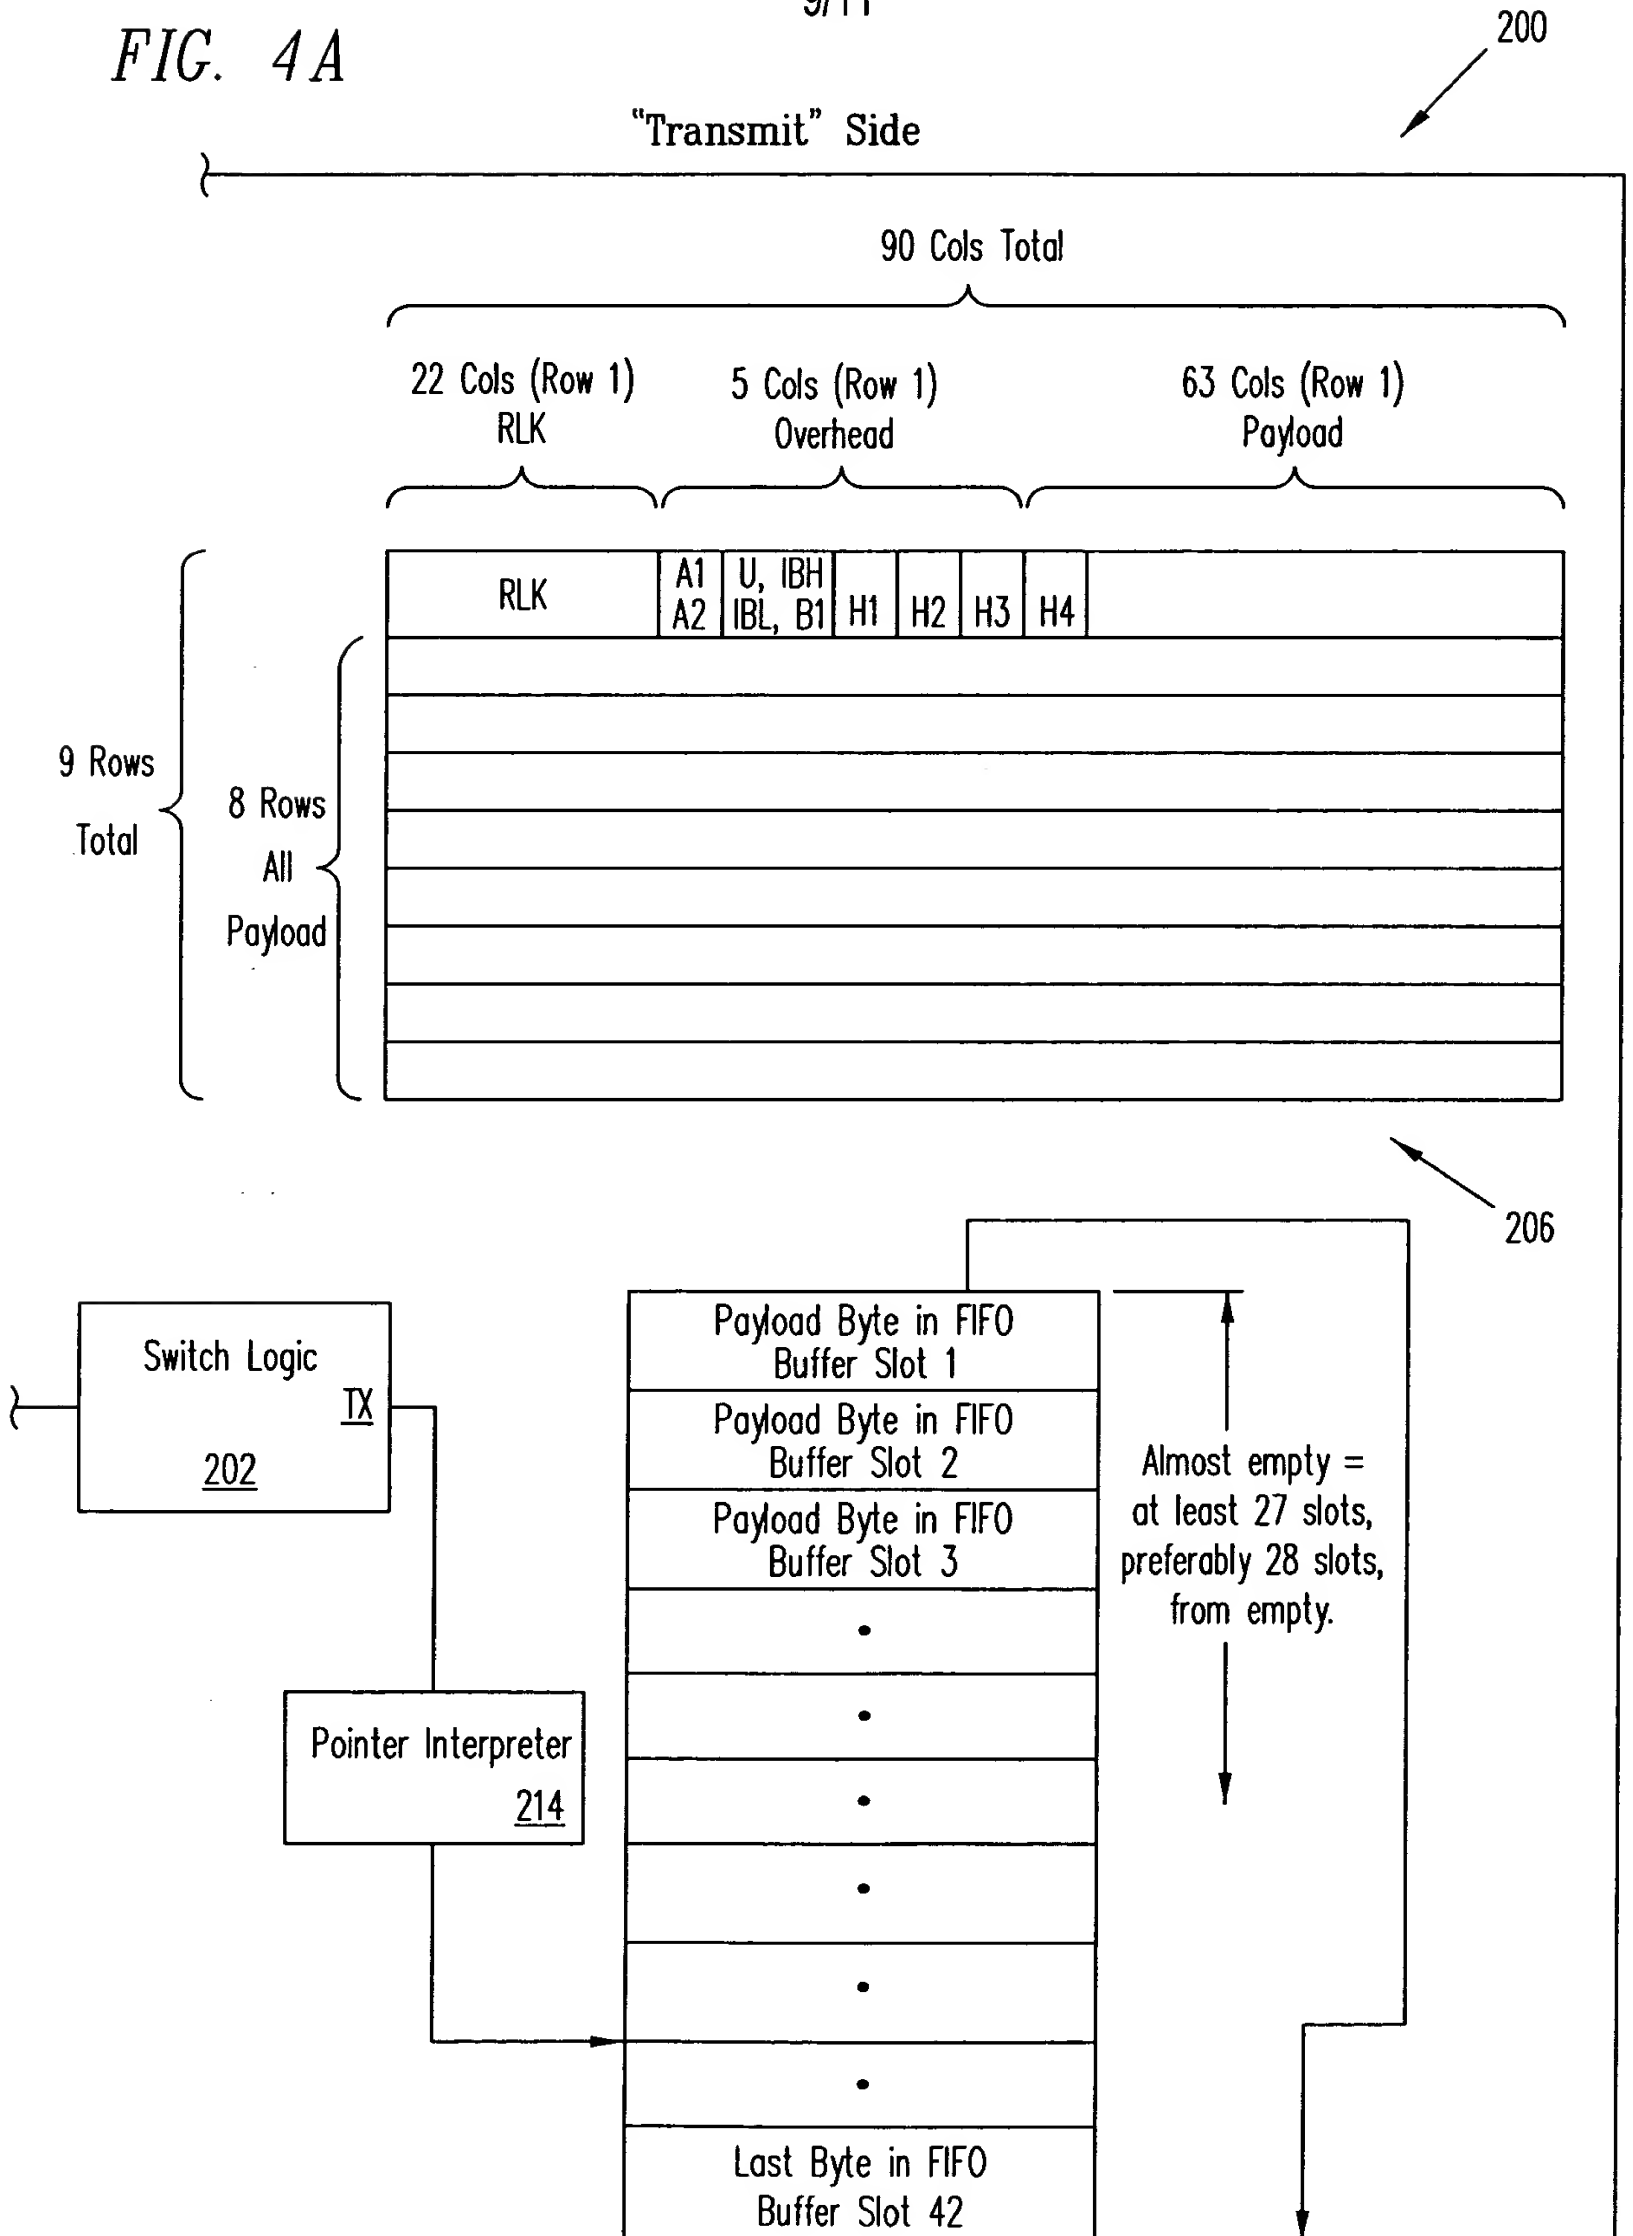 9/11
FIG. 4A
200
"Transmit" Side
90 Cols Total
22 Cols (Row 1)
RLK
5 Cols (Row 1)
Overhead
63 Cols (Row 1)
Payload
RLK
A1
A2
U, IBH
IBL, B1
H1
H2
H3
H4
9 Rows
Total
8 Rows
All
Payload
206
Switch Logic
TX
202
Pointer Interpreter
214
Payload Byte in FIFO
Buffer Slot 1
Payload Byte in FIFO
Buffer Slot 2
Payload Byte in FIFO
Buffer Slot 3
Last Byte in FIFO
Buffer Slot 42
Almost empty =
at least 27 slots,
preferably 28 slots,
from empty.